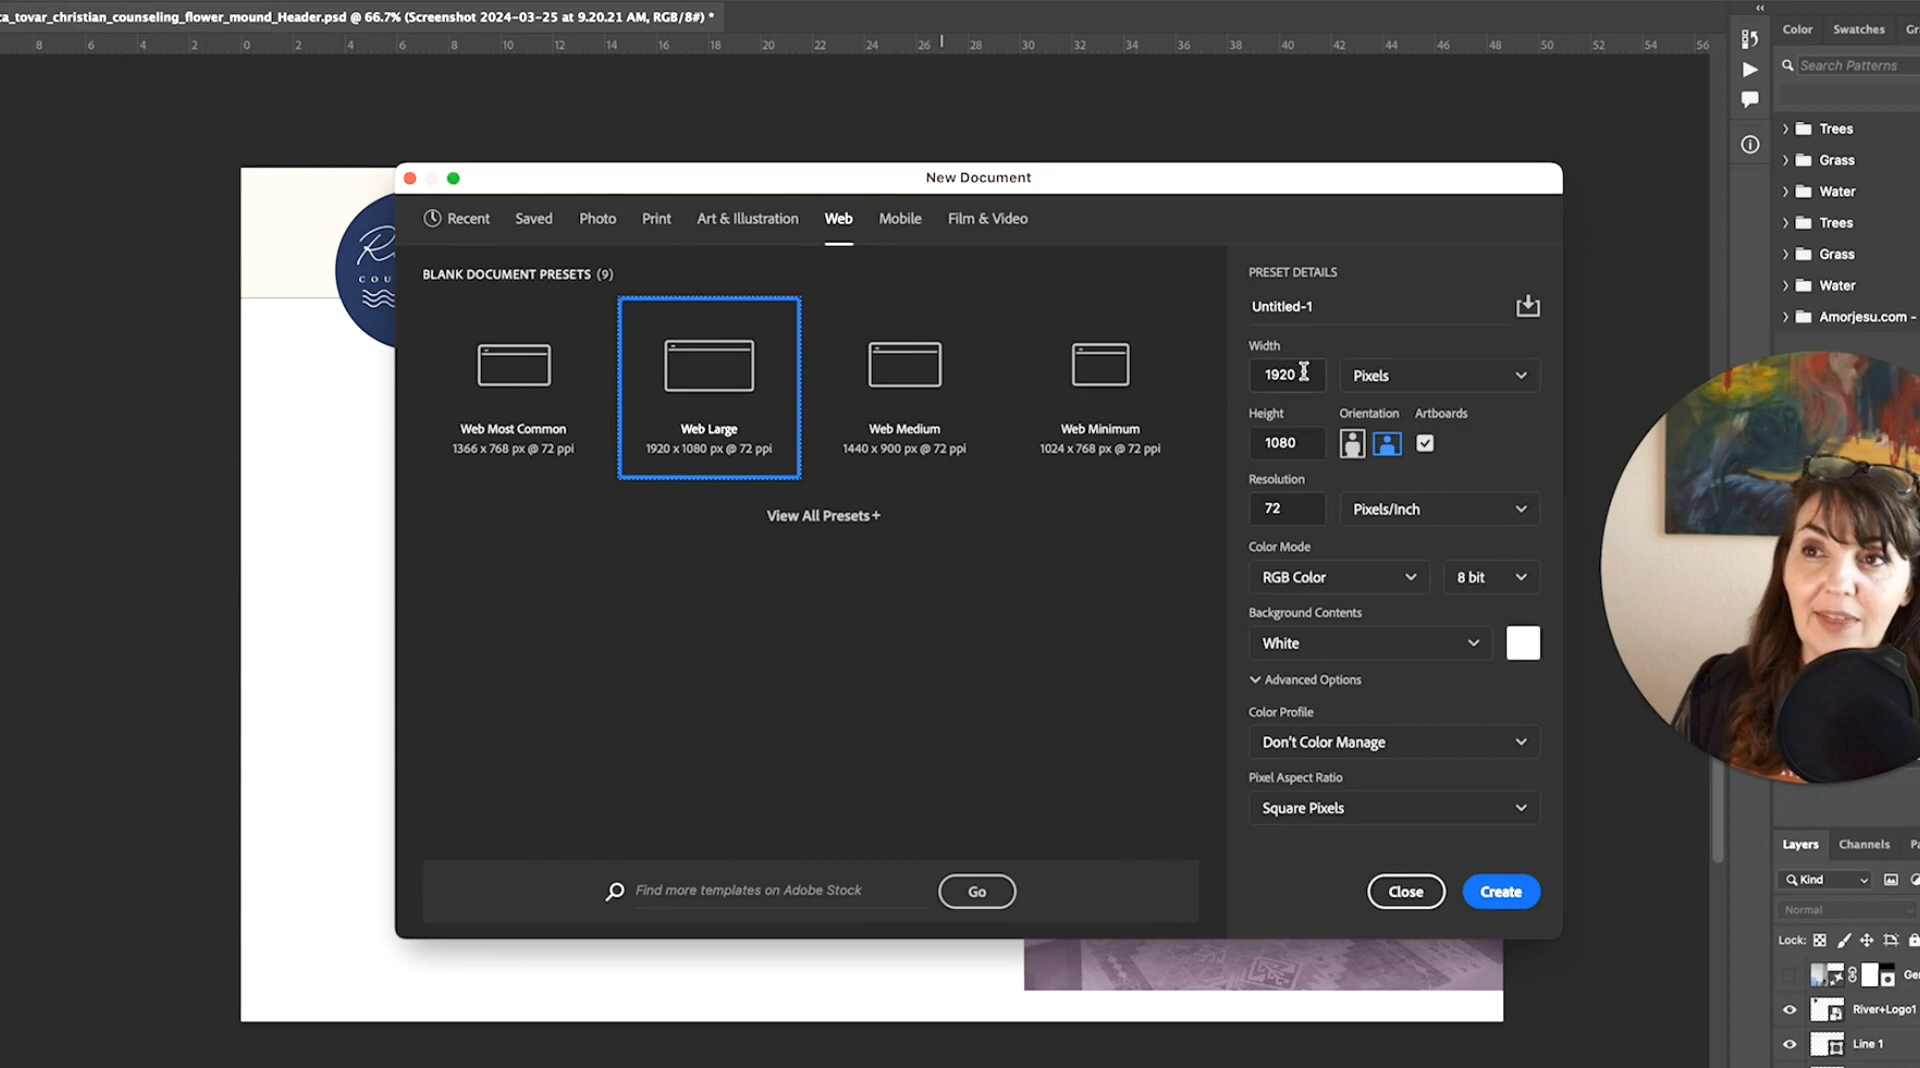 ca_tovar_christian_counseling_flower_mound_Header.psd @ 66.7% (Screenshot 2024-03-25 at 9.20.21 AM, RGB/8#) *
8 6 4 2 0 2 4 6 8 10 12 14 16 18 20 22 24 26 28 30 32 34 36 38 40 42 44 46 48 50 52 54 56
Color Swatches Gr
Search Patterns
Trees
Grass
Water
Trees
Grass
Water
Amorjesu.com -
New Document
Recent Saved Photo Print Art & Illustration Web Mobile Film & Video
BLANK DOCUMENT PRESETS (9)
Web Most Common
1366 x 768 px @ 72 ppi
Web Large
1920 x 1080 px @ 72 ppi
Web Medium
1440 x 900 px @ 72 ppi
Web Minimum
1024 x 768 px @ 72 ppi
View All Presets+
Find more templates on Adobe Stock Go
PRESET DETAILS
Untitled-1
Width
1920 Pixels
Height Orientation Artboards
1080
Resolution
72 Pixels/Inch
Color Mode
RGB Color 8 bit
Background Contents
White
Advanced Options
Color Profile
Don't Color Manage
Pixel Aspect Ratio
Square Pixels
Close Create
COU
Layers Channels Pa
Kind
Normal
Lock:
Ger
River+Logo1
Line 1